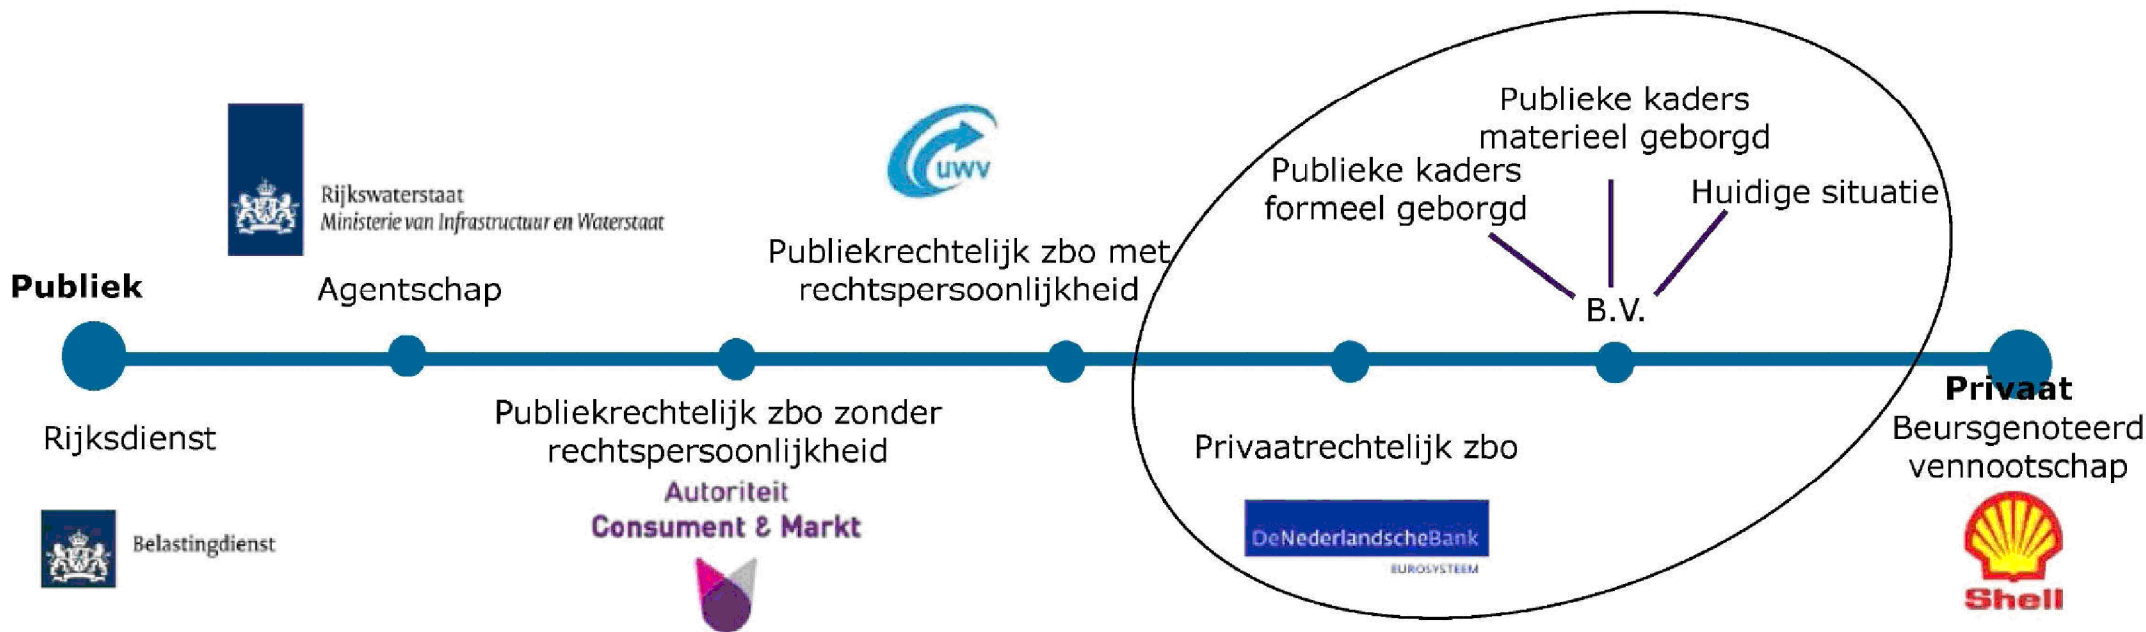 Publiek
Rijksdienst
Belastingdienst
Rijkswaterstaat
Ministerie van Infrastructuur en Waterstaat
Agentschap
Publiekrechtelijk zbo zonder
rechtspersoonlijkheid
Autoriteit
Consument & Markt
uwv
Publiekrechtelijk zbo met
rechtspersoonlijkheid
Privaatrechtelijk zbo
DeNederlandscheBank
EUROSYSTEEM
Publieke kaders
formeel geborgd
Publieke kaders
materieel geborgd
Huidige situatie
B.V.
Privaat
Beursgenoteerd
vennootschap
Shell